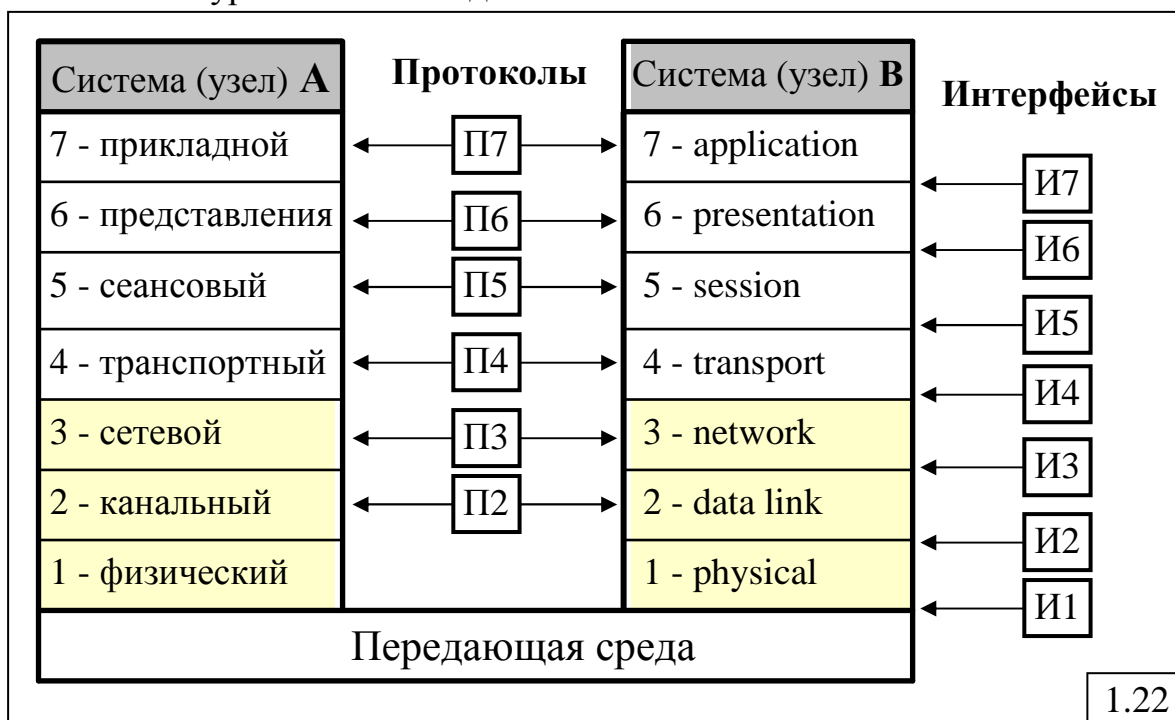 Система (узел) A
Протоколы
Система (узел) B
Интерфейсы
7 - прикладной
П7
7 - application
И7
6 - представления
П6
6 - presentation
И6
5 - сеансовый
П5
5 - session
И5
4 - транспортный
П4
4 - transport
И4
3 - сетевой
П3
3 - network
И3
2 - канальный
П2
2 - data link
И2
1 - физический
1 - physical
И1
Передающая среда
1.22